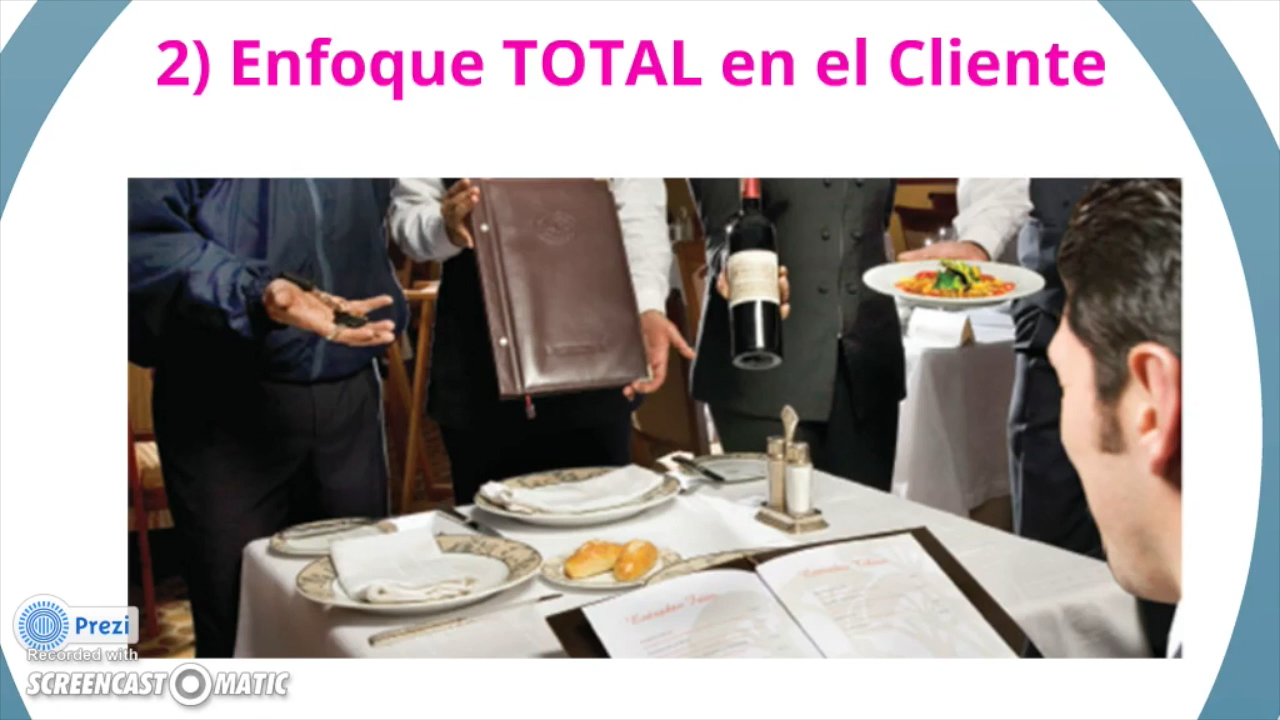 2) Enfoque TOTAL en el Cliente
Prezi
Recorded with
SCREENCAST MATIC